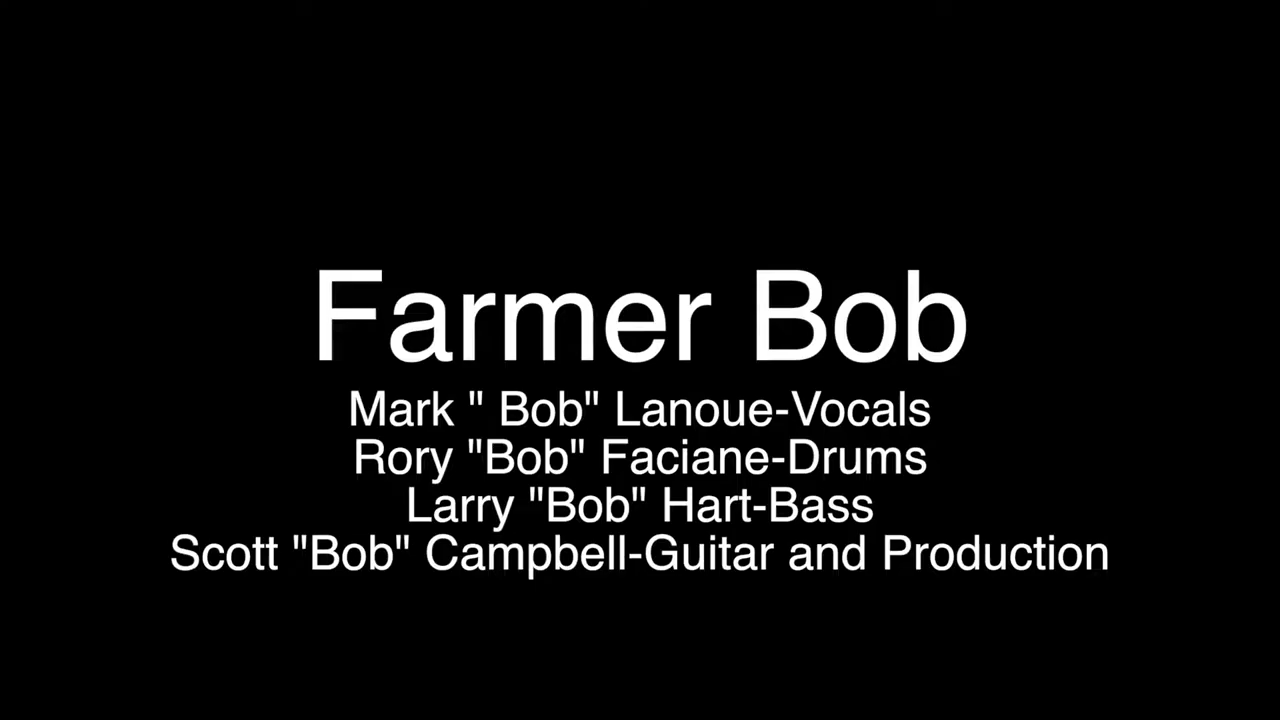 Farmer Bob
Mark " Bob" Lanoue-Vocals
Rory "Bob" Faciane-Drums
Larry "Bob" Hart-Bass
Scott "Bob" Campbell-Guitar and Production